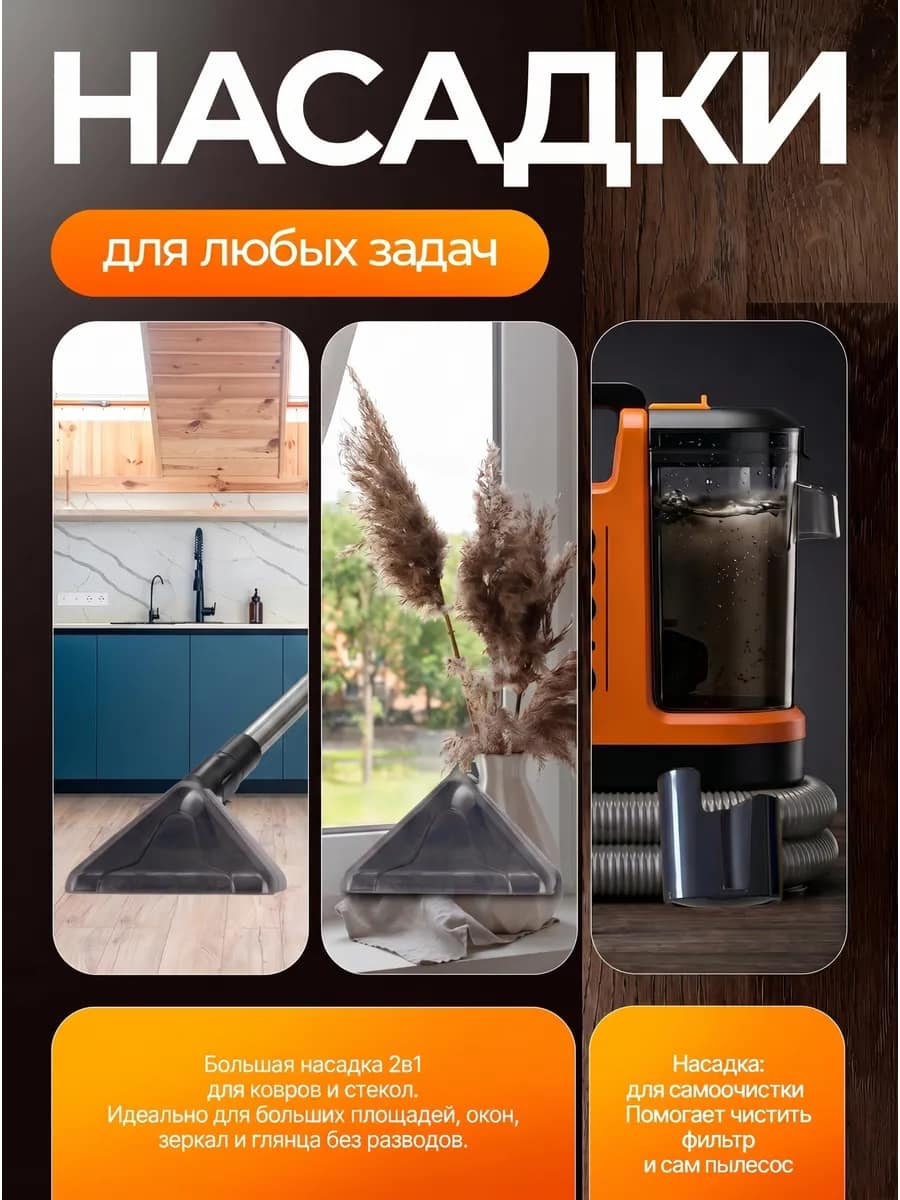 НАСАДКИ
для любых задач
Большая насадка 2в1
для ковров и стекол.
Идеально для больших площадей, окон,
зеркал и глянца без разводов.
Насадка:
для самоочистки
Помогает чистить
фильтр
и сам пылесос